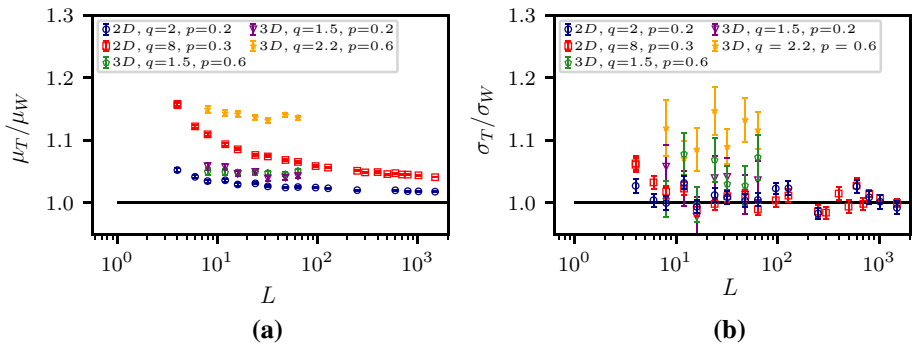 1.3
1.2
1.1
1.0
μ_T/μ_W
2D, q=2, p=0.2
2D, q=8, p=0.3
3D, q=1.5, p=0.6
3D, q=1.5, p=0.2
3D, q=2.2, p=0.6
10^0
10^1
10^2
10^3
L
(a)
1.3
1.2
1.1
1.0
σ_T/σ_W
2D, q=2, p=0.2
2D, q=8, p=0.3
3D, q=1.5, p=0.6
3D, q=1.5, p=0.2
3D, q = 2.2, p = 0.6
10^0
10^1
10^2
10^3
L
(b)